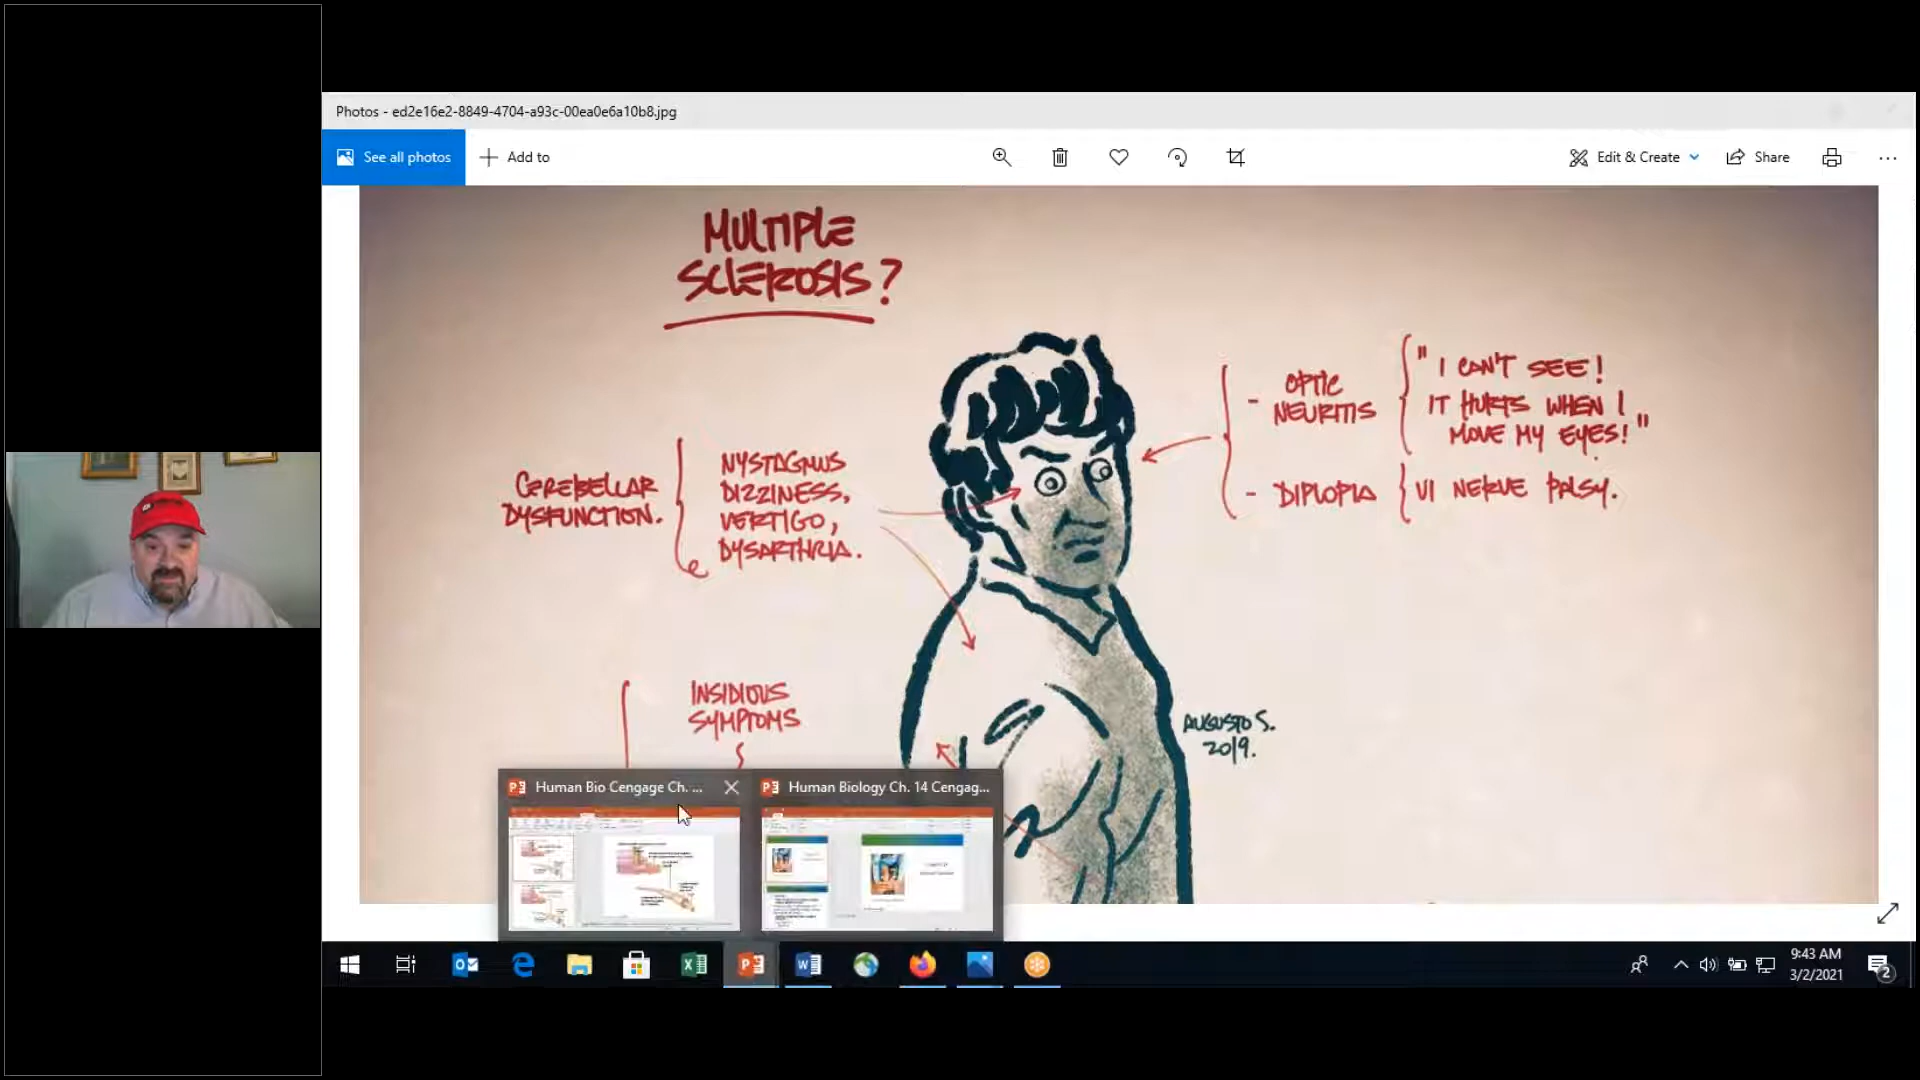 Photos - ed2e16e2-8849-4704-a93c-00ea0e6a10b8.jpg
See all photos
Add to
Edit & Create
Share
MULTIPLE
SCLEROSIS?
CEREBELLAR
DYSFUNCTION.
NYSTAGMUS
DIZZINESS,
VERTIGO,
DYSARTHRIA.
- OPTIC
NEURITIS
" I CAN'T SEE!
IT HURTS WHEN I
MOVE MY EYES! "
- DIPLOPIA
VI NERVE PALSY.
INSIDIOUS
SYMPTOMS
AUGUSTO S.
2019.
Human Bio Cengage Ch. ...
Human Biology Ch. 14 Cengag...
9:43 AM
3/2/2021
2